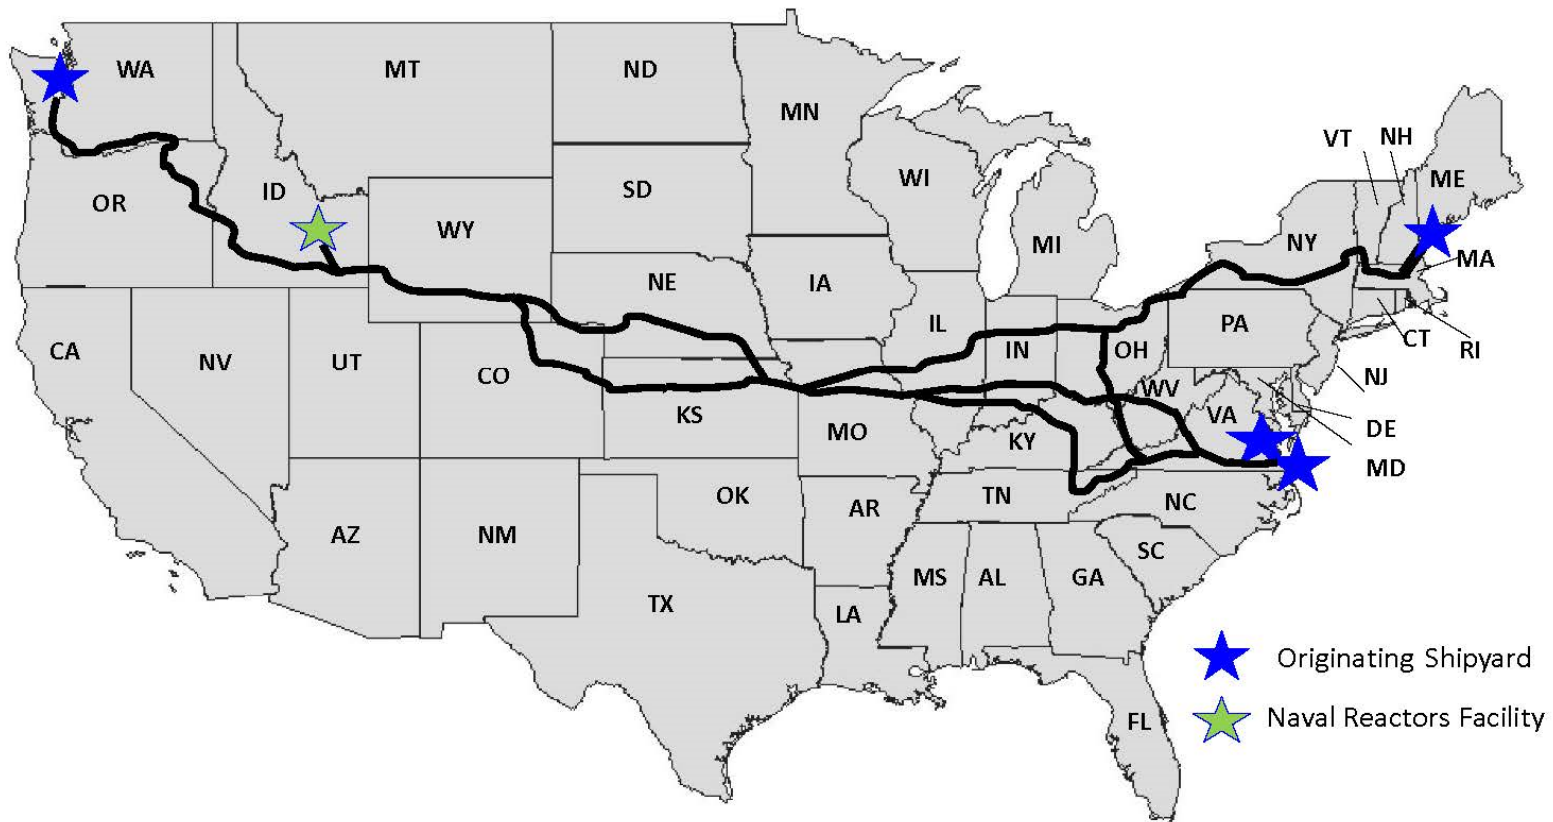 WA
MT
ND
MN
VT
NH
ME
ID
SD
WI
OR
WY
MI
NY
MA
NE
IA
IL
PA
CA
NV
UT
CO
IN
OH
CT
RI
NJ
WV
KS
MO
KY
VA
DE
MD
OK
AR
TN
NC
AZ
NM
SC
MS
AL
GA
TX
LA
Originating Shipyard
FL
Naval Reactors Facility